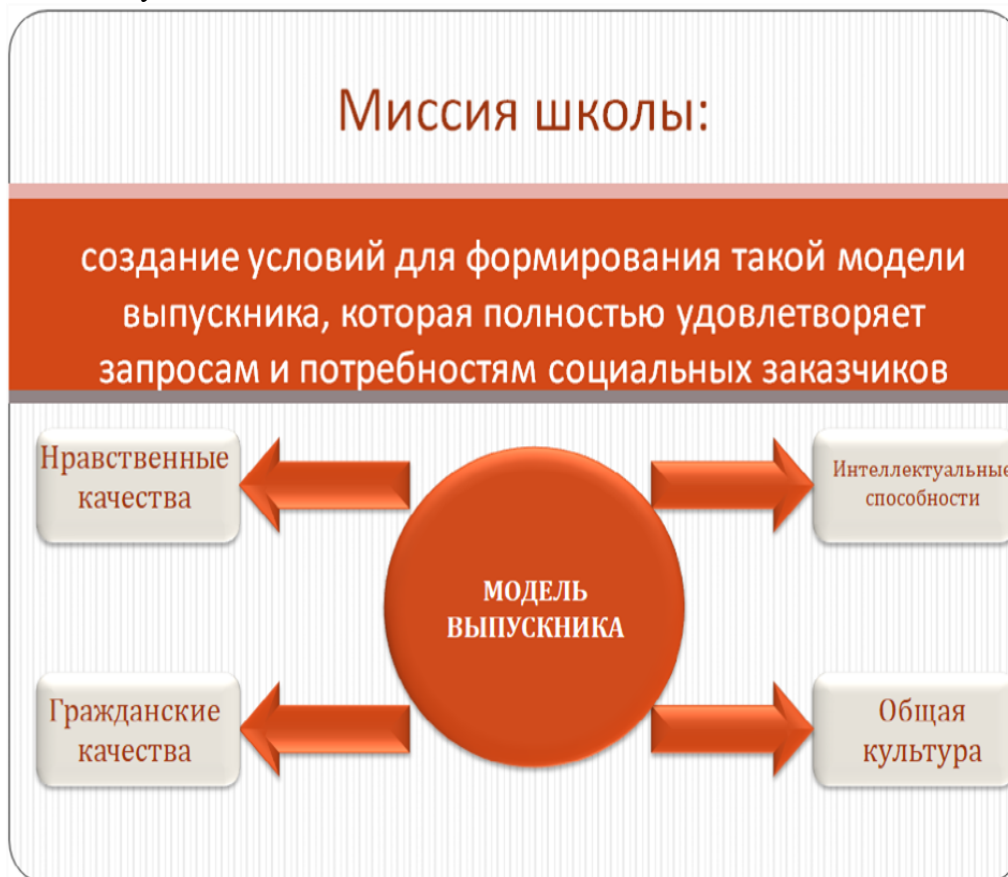 Миссия школы:
создание условий для формирования такой модели
выпускника, которая полностью удовлетворяет
запросам и потребностям социальных заказчиков
Нравственные
качества
Интеллектуальные
способности
МОДЕЛЬ
ВЫПУСКНИКА
Гражданские
качества
Общая
культура